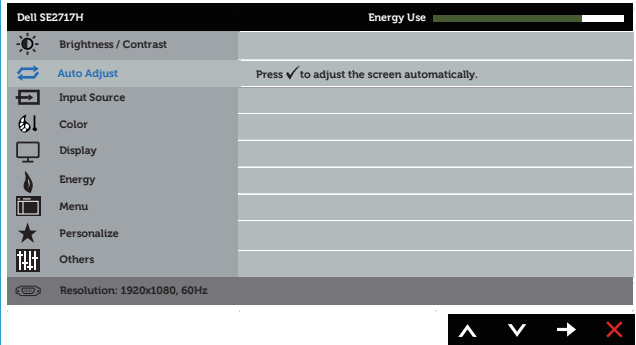 Dell SE2717H Energy Use
Brightness / Contrast
Auto Adjust Press ✓ to adjust the screen automatically.
Input Source
Color
Display
Energy
Menu
Personalize
Others
Resolution: 1920x1080, 60Hz